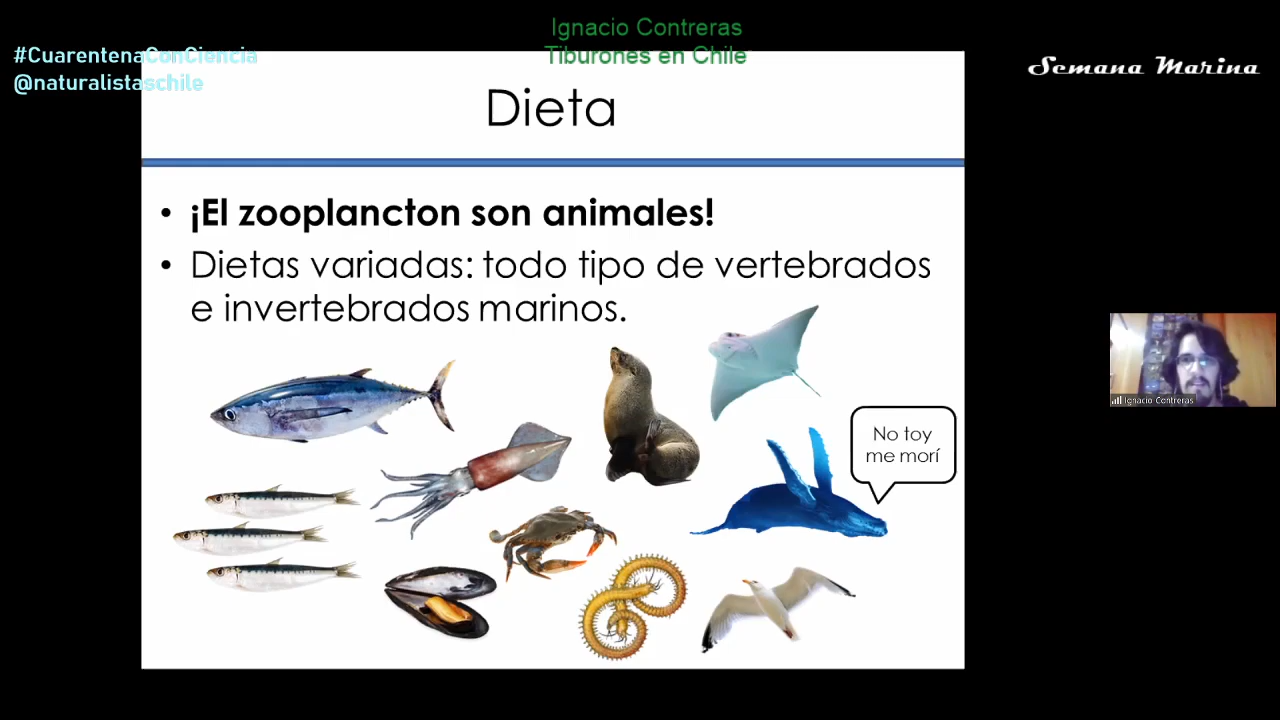 Ignacio Contreras
Tiburones en Chile
#CuarentenaConCiencia
@naturalistaschile
Semana Marina
Dieta
• ¡El zooplancton son animales!
• Dietas variadas: todo tipo de vertebrados
e invertebrados marinos.
No toy
me morí
Ignacio Contreras